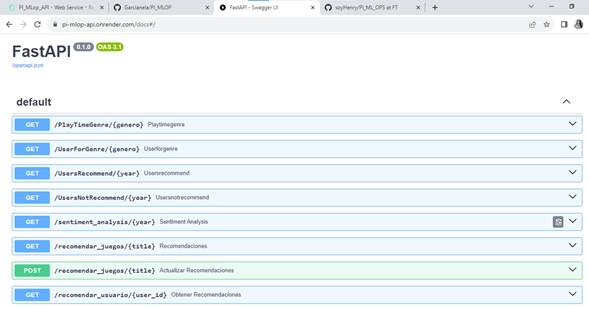 PI_MLop_API - Web Service - R
Garcianela/PI_MLOP
FastAPI - Swagger UI
soyHenry/PI_ML_OPS at FT
pi-mlop-api.onrender.com/docs#/
FastAPI 0.1.0 OAS 3.1
/openapi.json
default
GET /PlayTimeGenre/{genero} Playtimegenre
GET /UserForGenre/{genero} Userforgenre
GET /UsersRecommend/{year} Usersrecommend
GET /UsersNotRecommend/{year} Usersnotrecommend
GET /sentiment_analysis/{year} Sentiment Analysis
GET /recomendar_juegos/{title} Recomendaciones
POST /recomendar_juegos/{title} Actualizar Recomendaciones
GET /recomendar_usuario/{user_id} Obtener Recomendaciones